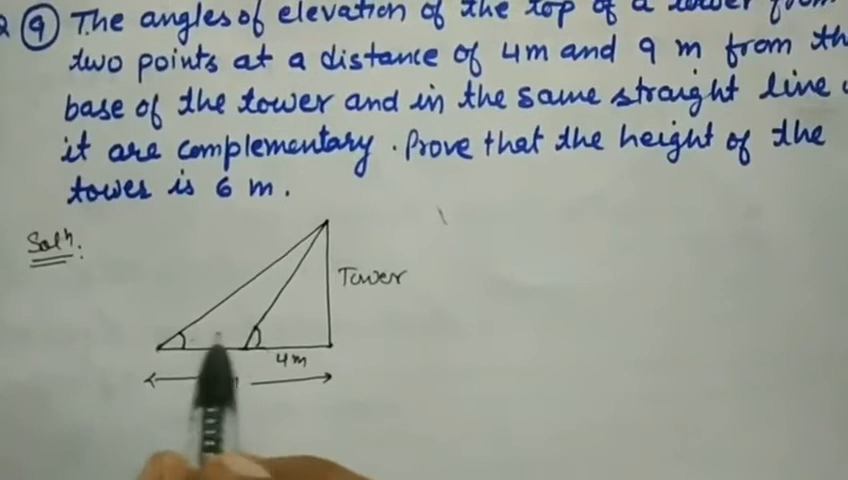 9 The angles of elevation of the top of a tower from
two points at a distance of 4m and 9 m from the
base of the tower and in the same straight line
it are complementary. Prove that the height of the
tower is 6 m.
Solⁿ.
Tower
4m